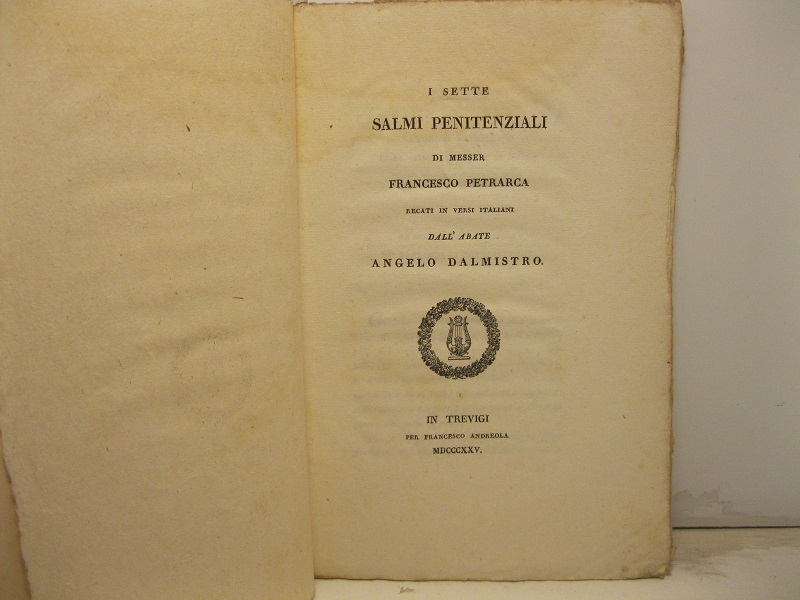 I SETTE
SALMI PENITENZIALI
DI MESSER
FRANCESCO PETRARCA
RECATI IN VERSI ITALIANI
DALL' ABATE
ANGELO DALMISTRO.
IN TREVIGI
PER FRANCESCO ANDREOLA
MDCCCXXV.